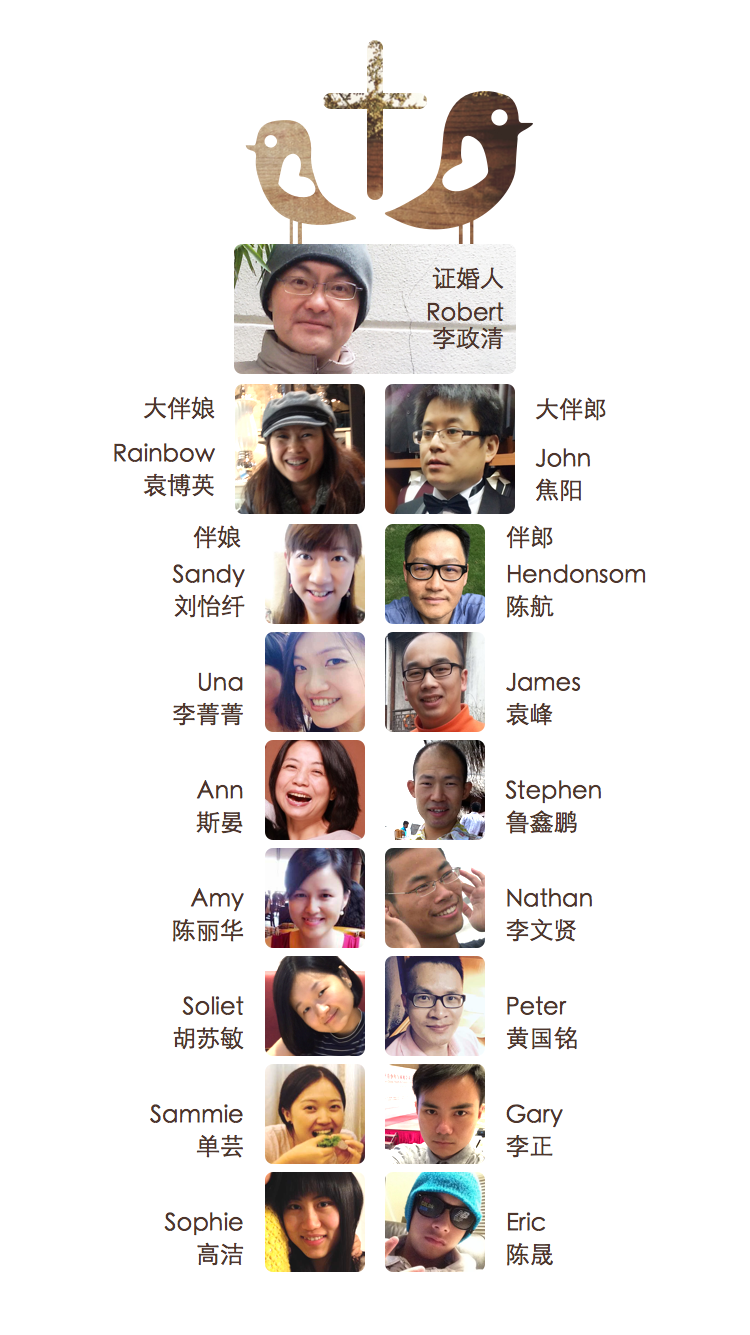 证婚人
Robert
李政清
大伴娘
Rainbow
袁博英
大伴郎
John
焦阳
伴娘
Sandy
刘怡纤
伴郎
Hendonsom
陈航
Una
李菁菁
James
袁峰
Ann
斯晏
Stephen
鲁鑫鹏
Amy
陈丽华
Nathan
李文贤
Soliet
胡苏敏
Peter
黄国铭
Sammie
单芸
Gary
李正
Sophie
高洁
Eric
陈晟